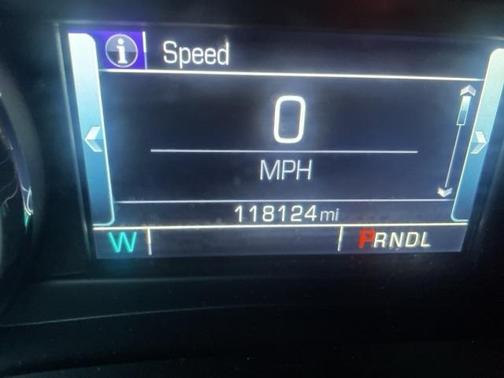 Speed
0
MPH
118124mi
W
PRNDL